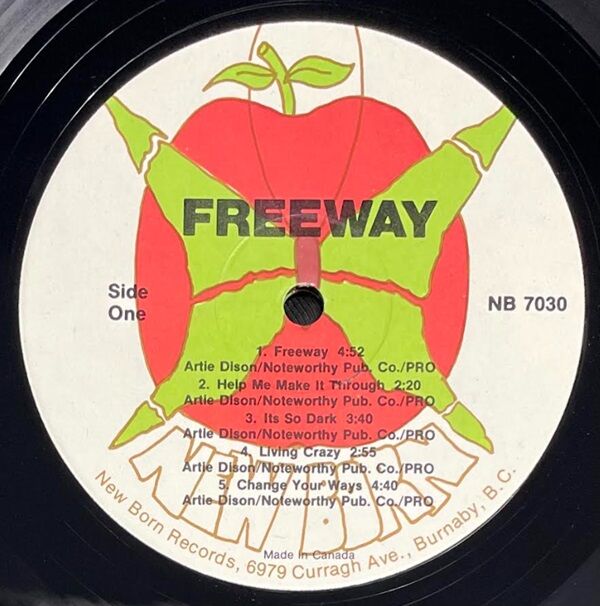 FREEWAY
Side
One
NB 7030
1. Freeway 4:52
Artie Dison/Noteworthy Pub. Co./PRO
2. Help Me Make It Through 2:20
Artie Dison/Noteworthy Pub. Co./PRO
3. Its So Dark 3:40
Artie Dison/Noteworthy Pub. Co./PRO
4. Living Crazy 2:55
Artie Dison/Noteworthy Pub. Co./PRO
5. Change Your Ways 4:40
Artie Dison/Noteworthy Pub. Co./PRO
NEW BORN
Made In Canada
New Born Records, 6979 Curragh Ave., Burnaby, B.C.